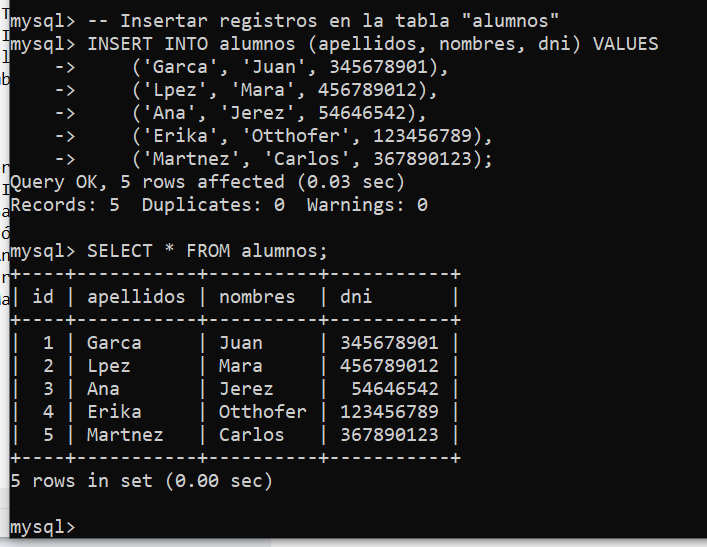 mysql> -- Insertar registros en la tabla "alumnos"
mysql> INSERT INTO alumnos (apellidos, nombres, dni) VALUES
    ->     ('Garca', 'Juan', 345678901),
    ->     ('Lpez', 'Mara', 456789012),
    ->     ('Ana', 'Jerez', 54646542),
    ->     ('Erika', 'Otthofer', 123456789),
    ->     ('Martnez', 'Carlos', 367890123);
Query OK, 5 rows affected (0.03 sec)
Records: 5  Duplicates: 0  Warnings: 0

mysql> SELECT * FROM alumnos;
+----+-----------+----------+-----------+
| id | apellidos | nombres  | dni       |
+----+-----------+----------+-----------+
|  1 | Garca     | Juan     | 345678901 |
|  2 | Lpez      | Mara     | 456789012 |
|  3 | Ana       | Jerez    |  54646542 |
|  4 | Erika     | Otthofer | 123456789 |
|  5 | Martnez   | Carlos   | 367890123 |
+----+-----------+----------+-----------+
5 rows in set (0.00 sec)

mysql>